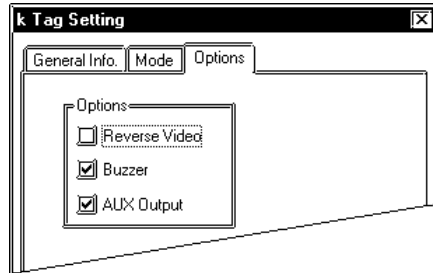 k Tag Setting
General Info. Mode Options
Options
Reverse Video
Buzzer
AUX Output